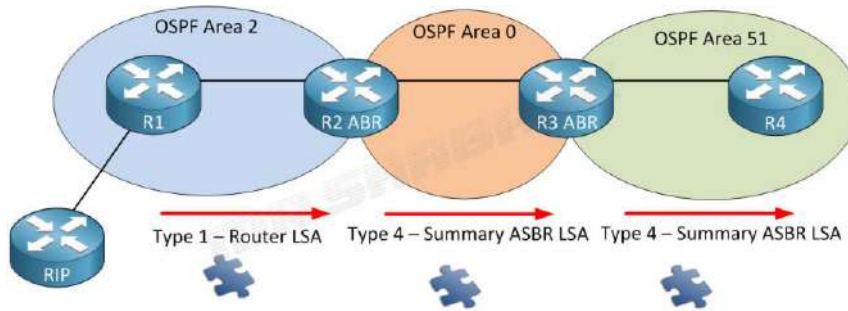 OSPF Area 2
OSPF Area 0
OSPF Area 51
R1
R2 ABR
R3 ABR
R4
RIP
Type 1 – Router LSA
Type 4 – Summary ASBR LSA
Type 4 – Summary ASBR LSA